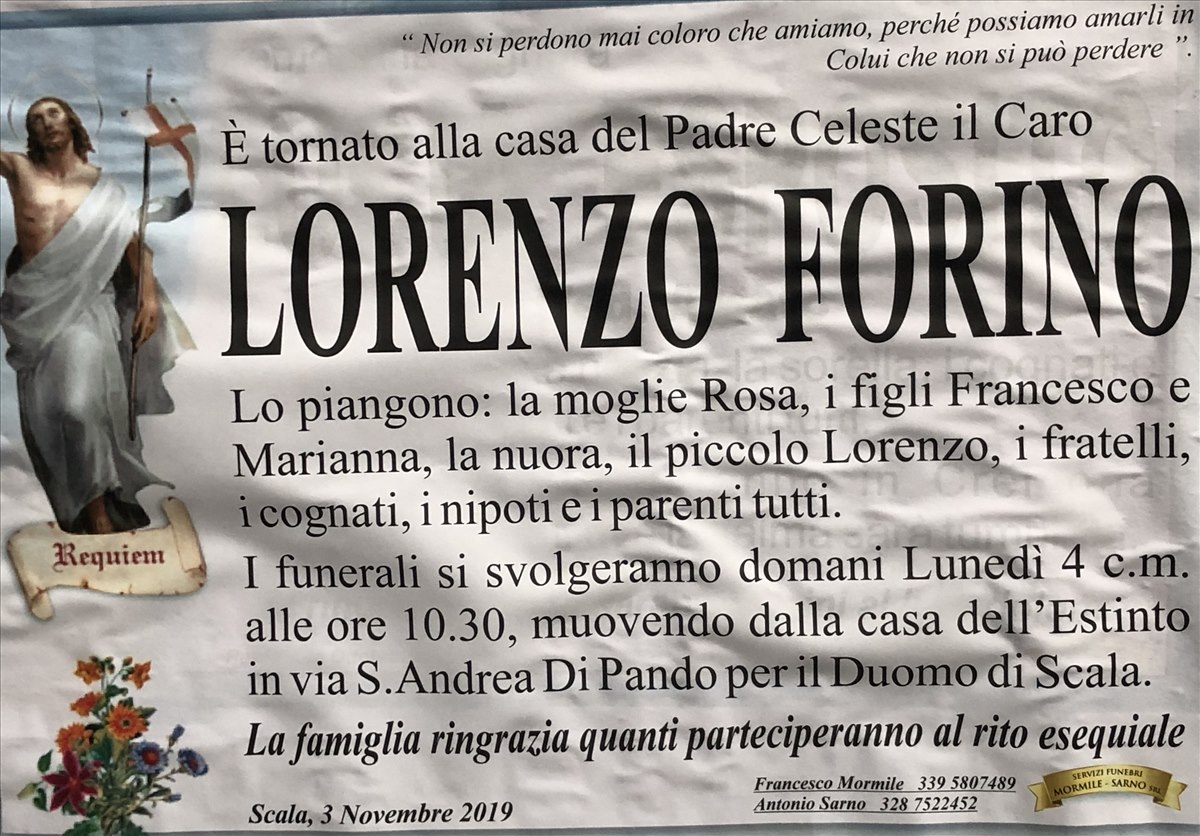 “ Non si perdono mai coloro che amiamo, perché possiamo amarli in
Colui che non si può perdere ”.
È tornato alla casa del Padre Celeste il Caro
LORENZO FORINO
Lo piangono: la moglie Rosa, i figli Francesco e
Marianna, la nuora, il piccolo Lorenzo, i fratelli,
i cognati, i nipoti e i parenti tutti.
Requiem
I funerali si svolgeranno domani Lunedì 4 c.m.
alle ore 10.30, muovendo dalla casa dell’Estinto
in via S.Andrea Di Pando per il Duomo di Scala.
La famiglia ringrazia quanti parteciperanno al rito esequiale
Francesco Mormile 339 5807489
Antonio Sarno 328 7522452
SERVIZI FUNEBRI
MORMILE - SARNO SRL
Scala, 3 Novembre 2019